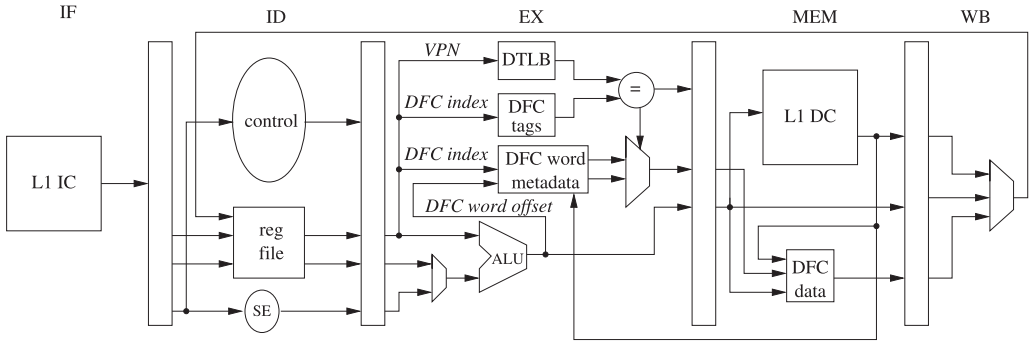 IF
ID
EX
MEM
WB
VPN
DTLB
=
DFC index
DFC
tags
L1 DC
control
DFC index
DFC word
metadata
L1 IC
DFC word offset
reg
file
ALU
DFC
data
SE